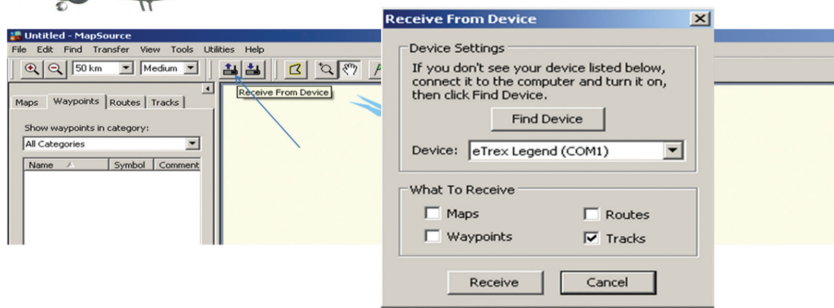 Untitled - MapSource
File Edit Find Transfer View Tools Utilities Help
50 km Medium
Receive From Device
Maps Waypoints Routes Tracks
Show waypoints in category:
All Categories
Name Symbol Comment
Receive From Device
Device Settings
If you don't see your device listed below,
connect it to the computer and turn it on,
then click Find Device.
Find Device
Device: eTrex Legend (COM1)
What To Receive
Maps Routes
Waypoints Tracks
Receive Cancel